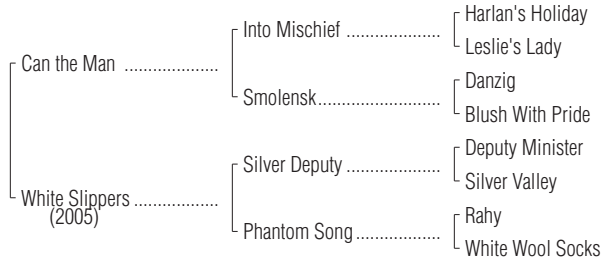 Harlan's Holiday
Into Mischief ....................
Leslie's Lady
Can the Man ....................
Danzig
Smolensk..........................
Blush With Pride
Deputy Minister
Silver Deputy ....................
Silver Valley
White Slippers ..................
(2005)
Rahy
Phantom Song ..................
White Wool Socks